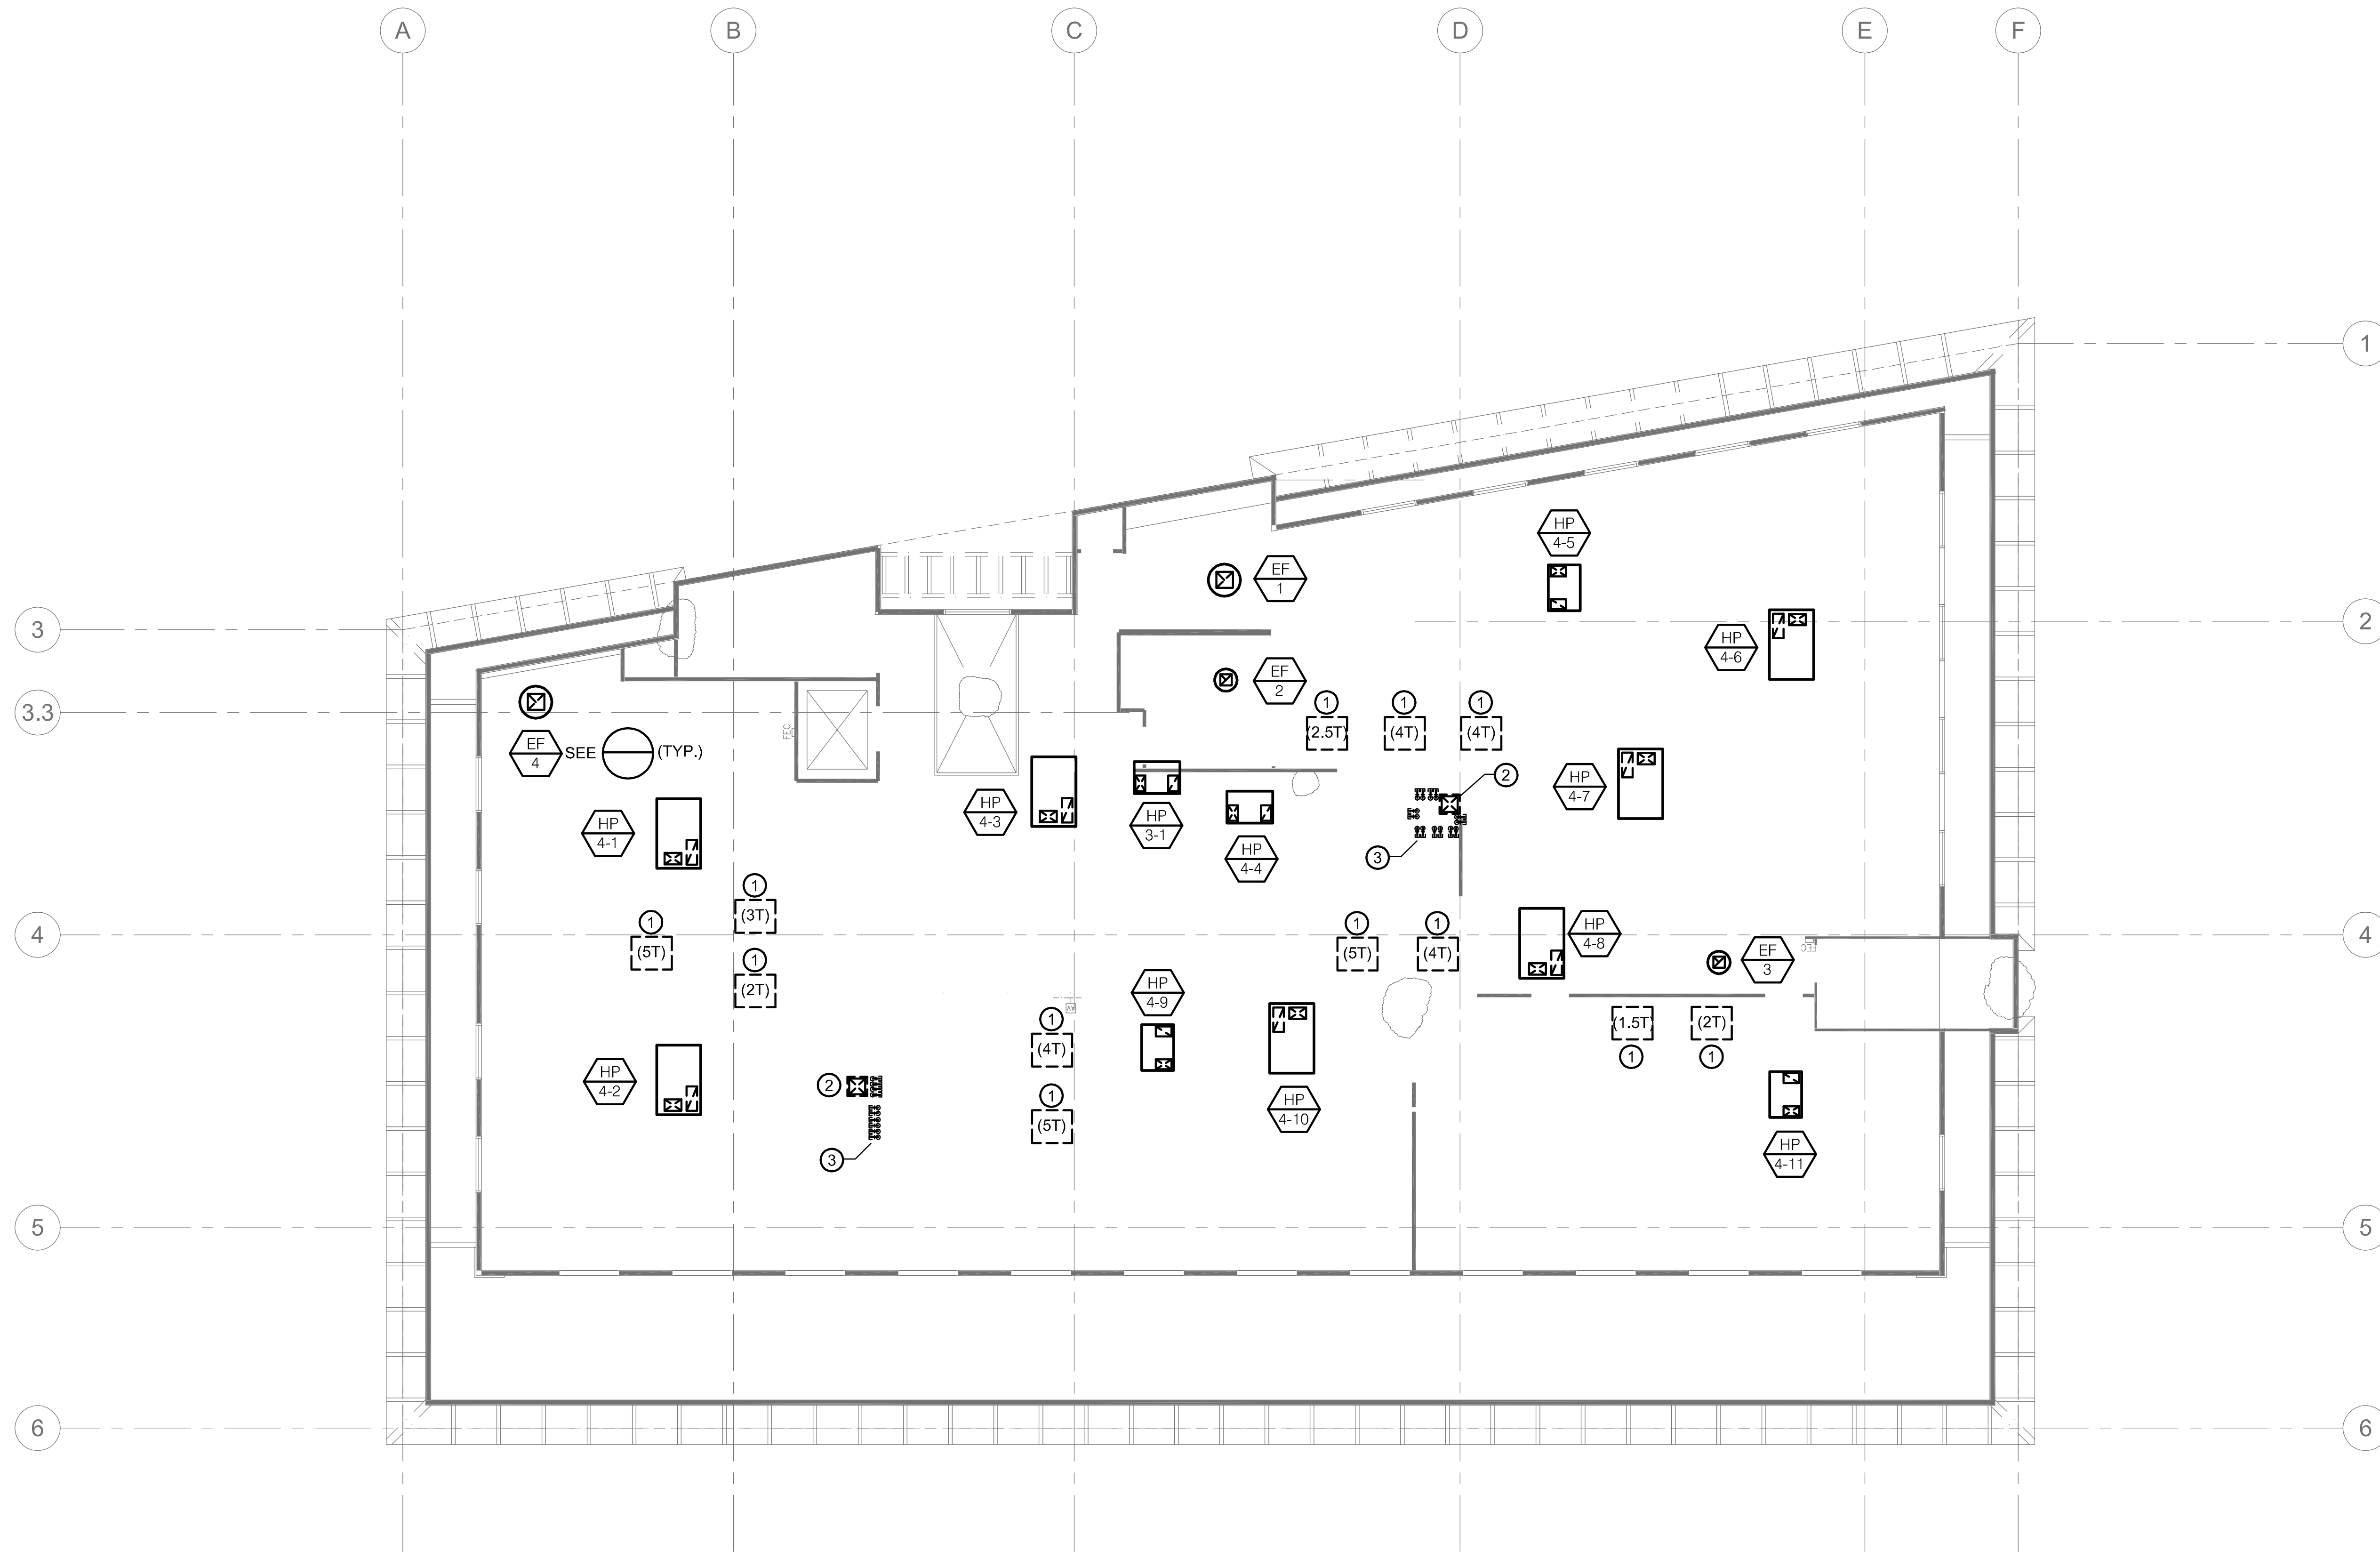 A
B
C
D
E
F
1
HP
4-5
EF
1
3
2
HP
4-6
EF
2
1
1
1
3.3
(2.5T)
(4T)
(4T)
FEC
EF
4
SEE
(TYP.)
2
HP
4-7
HP
4-3
HP
3-1
HP
4-1
HP
4-4
3
1
(3T)
1
(5T)
1
(5T)
1
(4T)
HP
4-8
4
4
FEC
EF
3
1
(2T)
HP
4-9
AV
1
(4T)
(1.5T)
1
(2T)
1
HP
4-2
2
1
(5T)
HP
4-10
3
HP
4-11
5
5
6
6